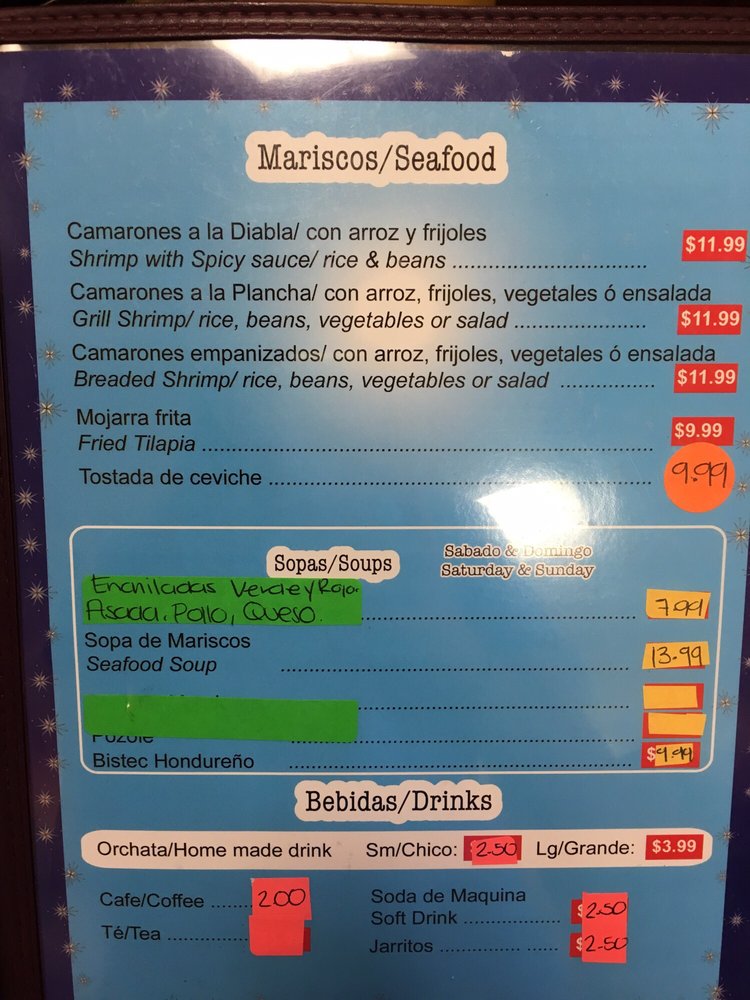 Mariscos/Seafood
Camarones a la Diabla/ con arroz y frijoles
Shrimp with Spicy sauce/ rice & beans ................................ $11.99
Camarones a la Plancha/ con arroz, frijoles, vegetales ó ensalada
Grill Shrimp/ rice, beans, vegetables or salad ...................... $11.99
Camarones empanizados/ con arroz, frijoles, vegetales ó ensalada
Breaded Shrimp/ rice, beans, vegetables or salad ................ $11.99
Mojarra frita
Fried Tilapia ........................................................................ $9.99
Tostada de ceviche .............................................................. 9.99
Sopas/Soups
Sabado & Domingo
Saturday & Sunday
Enchiladas Verde y Roja.
Asada, Pollo, Queso. ............................................ 7.99
Sopa de Mariscos
Seafood Soup .......................................................... 13.99
Pozole ........................................................
Bistec Hondureño ......................................................... $9.99
Bebidas/Drinks
Orchata/Home made drink Sm/Chico: 2.50 Lg/Grande: $3.99
Cafe/Coffee ....... 2.00
Té/Tea ..............
Soda de Maquina
Soft Drink ................... $2.50
Jarritos ............ ...... $2.50